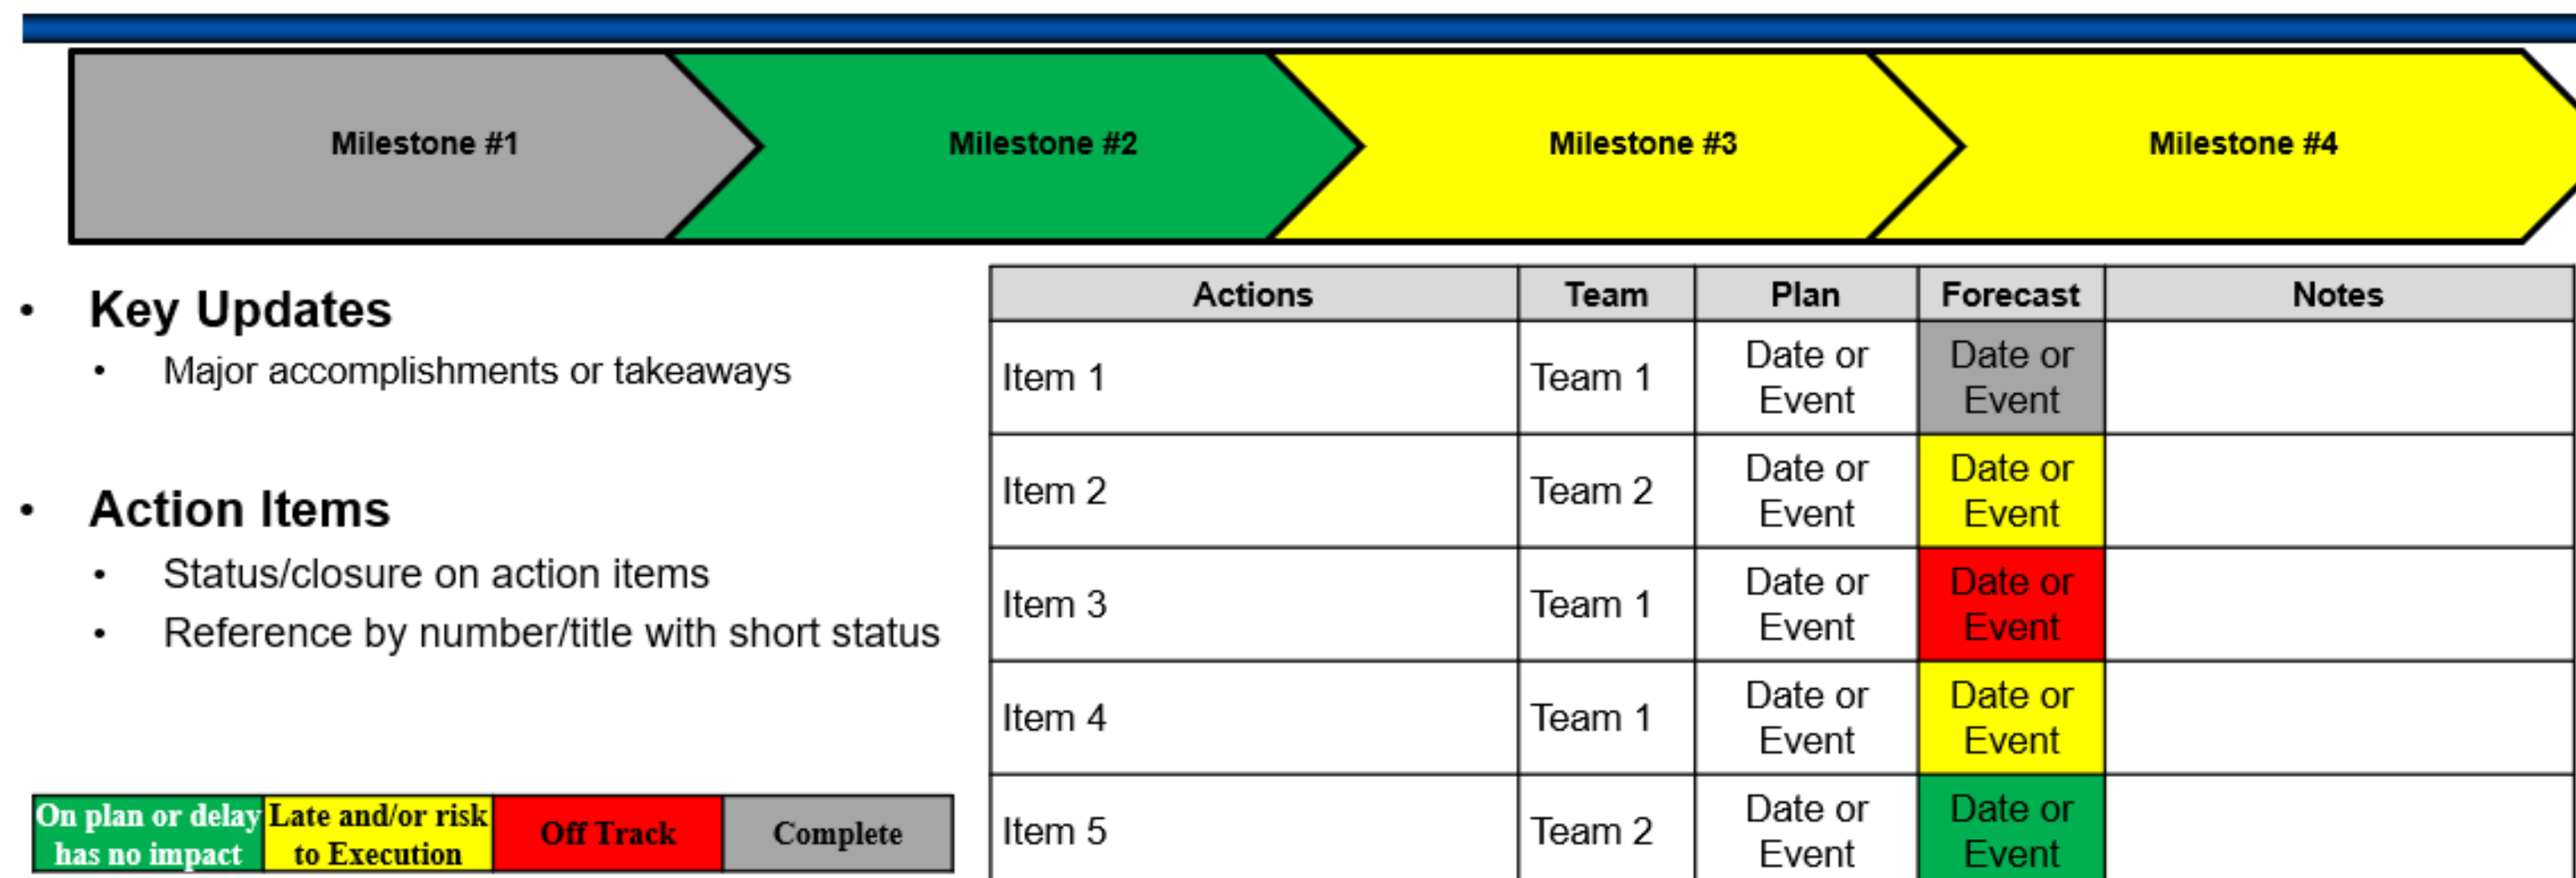 Milestone #1 Milestone #2 Milestone #3 Milestone #4
• Key Updates
• Major accomplishments or takeaways
• Action Items
• Status/closure on action items
• Reference by number/title with short status
On plan or delay
has no impact
Late and/or risk
to Execution
Off Track
Complete
Actions Team Plan Forecast Notes
Item 1 Team 1 Date or Event Date or Event
Item 2 Team 2 Date or Event Date or Event
Item 3 Team 1 Date or Event Date or Event
Item 4 Team 1 Date or Event Date or Event
Item 5 Team 2 Date or Event Date or Event